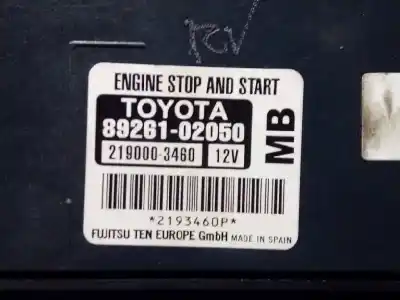 ENGINE STOP AND START
TOYOTA
89261-02050
219000-3460 12V
MB
*2193460P*
FUJITSU TEN EUROPE GmbH MADE IN SPAIN